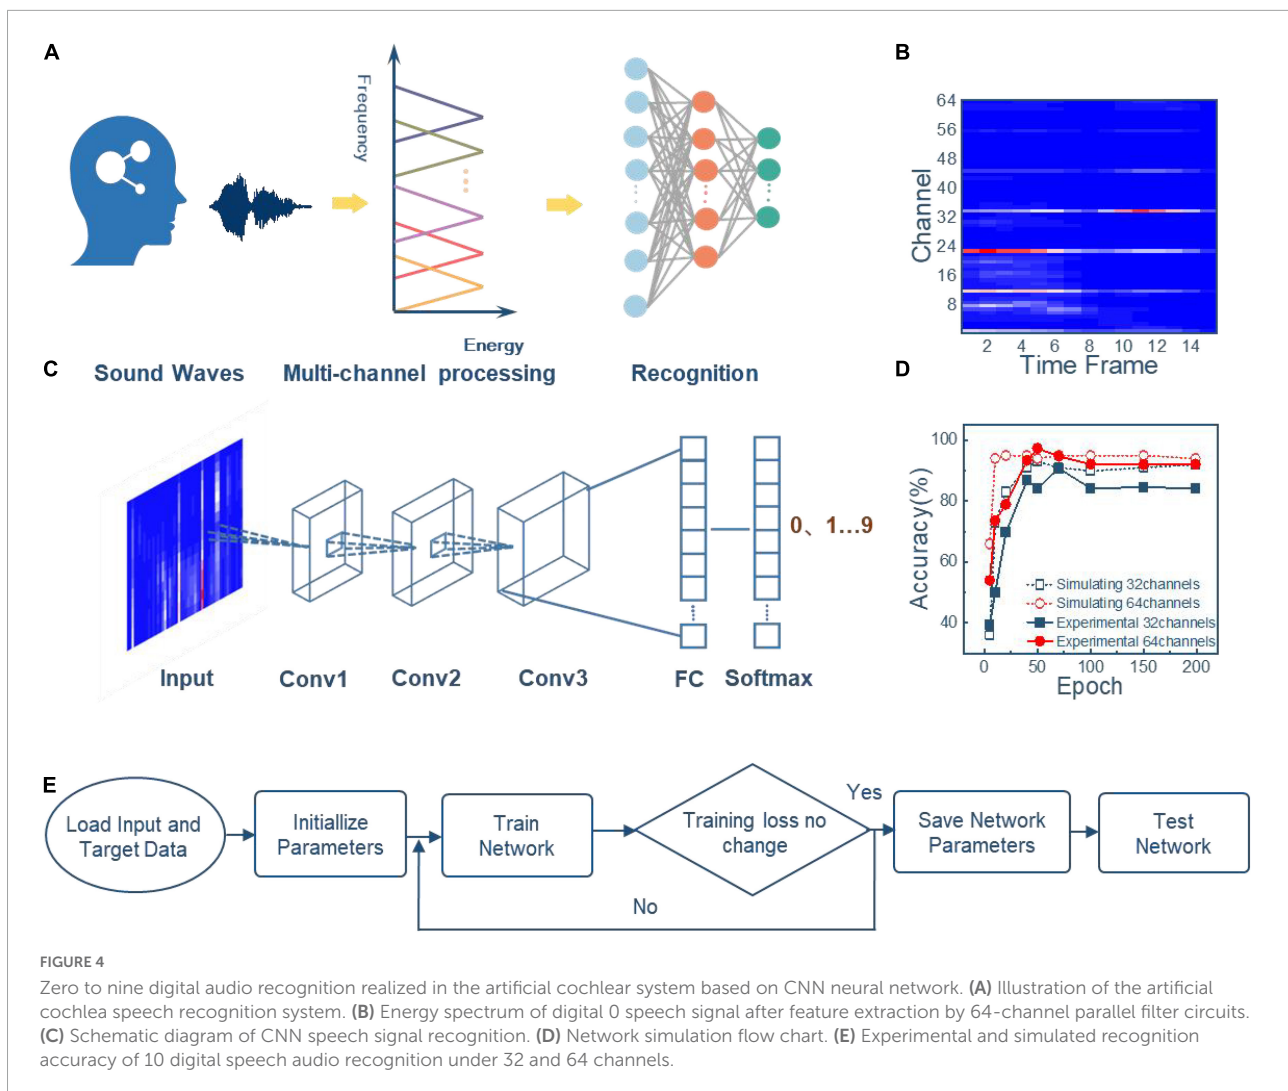 A
Frequency
Energy
Sound Waves
Multi-channel processing
Recognition
B
64
56
48
40
32
24
16
8
Channel
2 4 6 8 10 12 14
Time Frame
C
Input
Conv1
Conv2
Conv3
FC
Softmax
0、1...9
D
100
80
60
40
Accuracy(%)
Simulating 32channels
Simulating 64channels
Experimental 32channels
Experimental 64channels
0 50 100 150 200
Epoch
E
Load Input and
Target Data
Initiallize
Parameters
Train
Network
Training loss no
change
Yes
No
Save Network
Parameters
Test
Network
FIGURE 4
Zero to nine digital audio recognition realized in the artificial cochlear system based on CNN neural network. (A) Illustration of the artificial
cochlea speech recognition system. (B) Energy spectrum of digital 0 speech signal after feature extraction by 64-channel parallel filter circuits.
(C) Schematic diagram of CNN speech signal recognition. (D) Network simulation flow chart. (E) Experimental and simulated recognition
accuracy of 10 digital speech audio recognition under 32 and 64 channels.